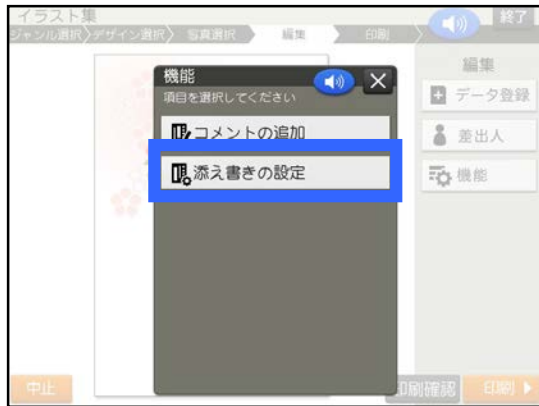 イラスト集
終了
ジャンル選択〉デザイン選択〉写真選択 編集 印刷
編集
機能
項目を選択してください
コメントの追加
添え書きの設定
データ登録
差出人
機能
中止
印刷確認
印刷